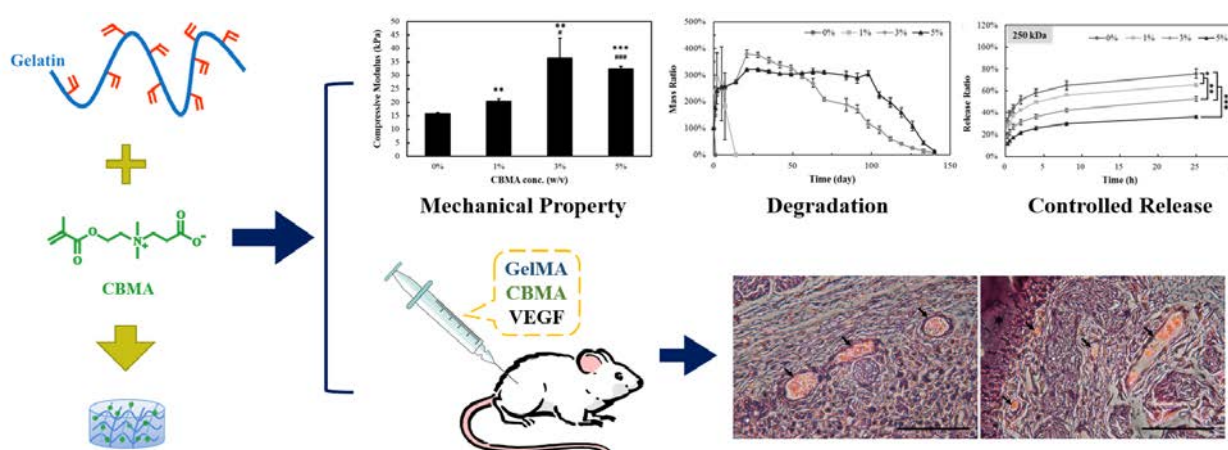 Gelatin
CBMA
Compressive Modulus (kPa)
50
45
40
35
30
25
20
15
10
5
0
**
**
#
***
###
0%
1%
3%
5%
CBMA conc. (w/v)
Mechanical Property
Mass Ratio
500%
400%
300%
200%
100%
0%
0% 1% 3% 5%
0
50
100
150
Time (day)
Degradation
Release Ratio
120%
100%
80%
60%
40%
20%
0%
250 kDa
0% 1% 3% 5%
*
**
***
0
5
10
15
20
25
30
Time (h)
Controlled Release
O
O
N
+
O
O-
GelMA
CBMA
VEGF
*